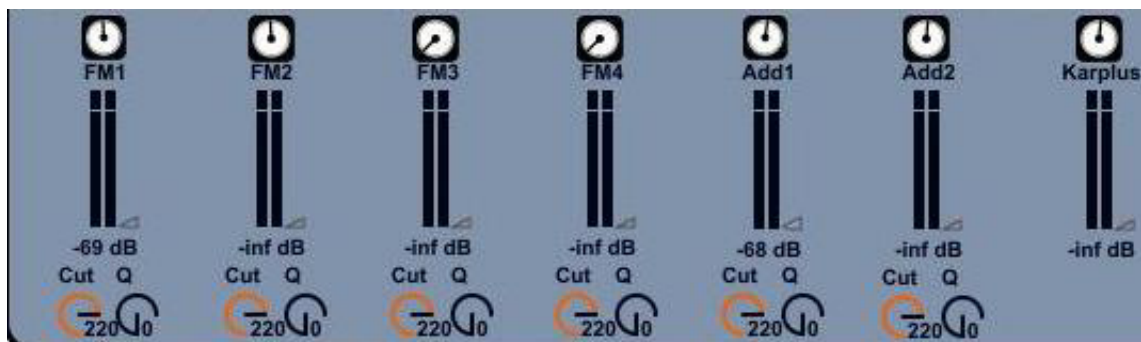 FM1 FM2 FM3 FM4 Add1 Add2 Karplus
-69 dB -inf dB -inf dB -inf dB -68 dB -inf dB -inf dB
Cut Q Cut Q Cut Q Cut Q Cut Q Cut Q
220 0 220 0 220 0 220 0 220 0 220 0